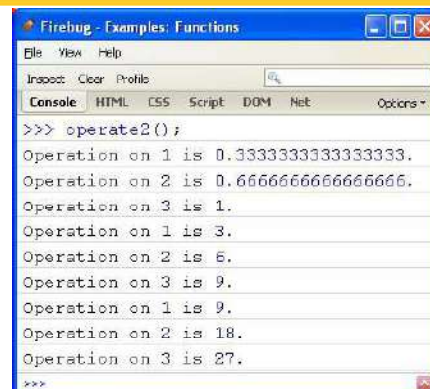 Firebug - Examples: Functions
File View Help
Inspect Clear Profile
Console HTML CSS Script DOM Net Options
>>> operate2();
Operation on 1 is 0.3333333333333333.
Operation on 2 is 0.6666666666666666.
Operation on 3 is 1.
Operation on 1 is 3.
Operation on 2 is 6.
Operation on 3 is 9.
Operation on 1 is 9.
Operation on 2 is 18.
Operation on 3 is 27.
>>>